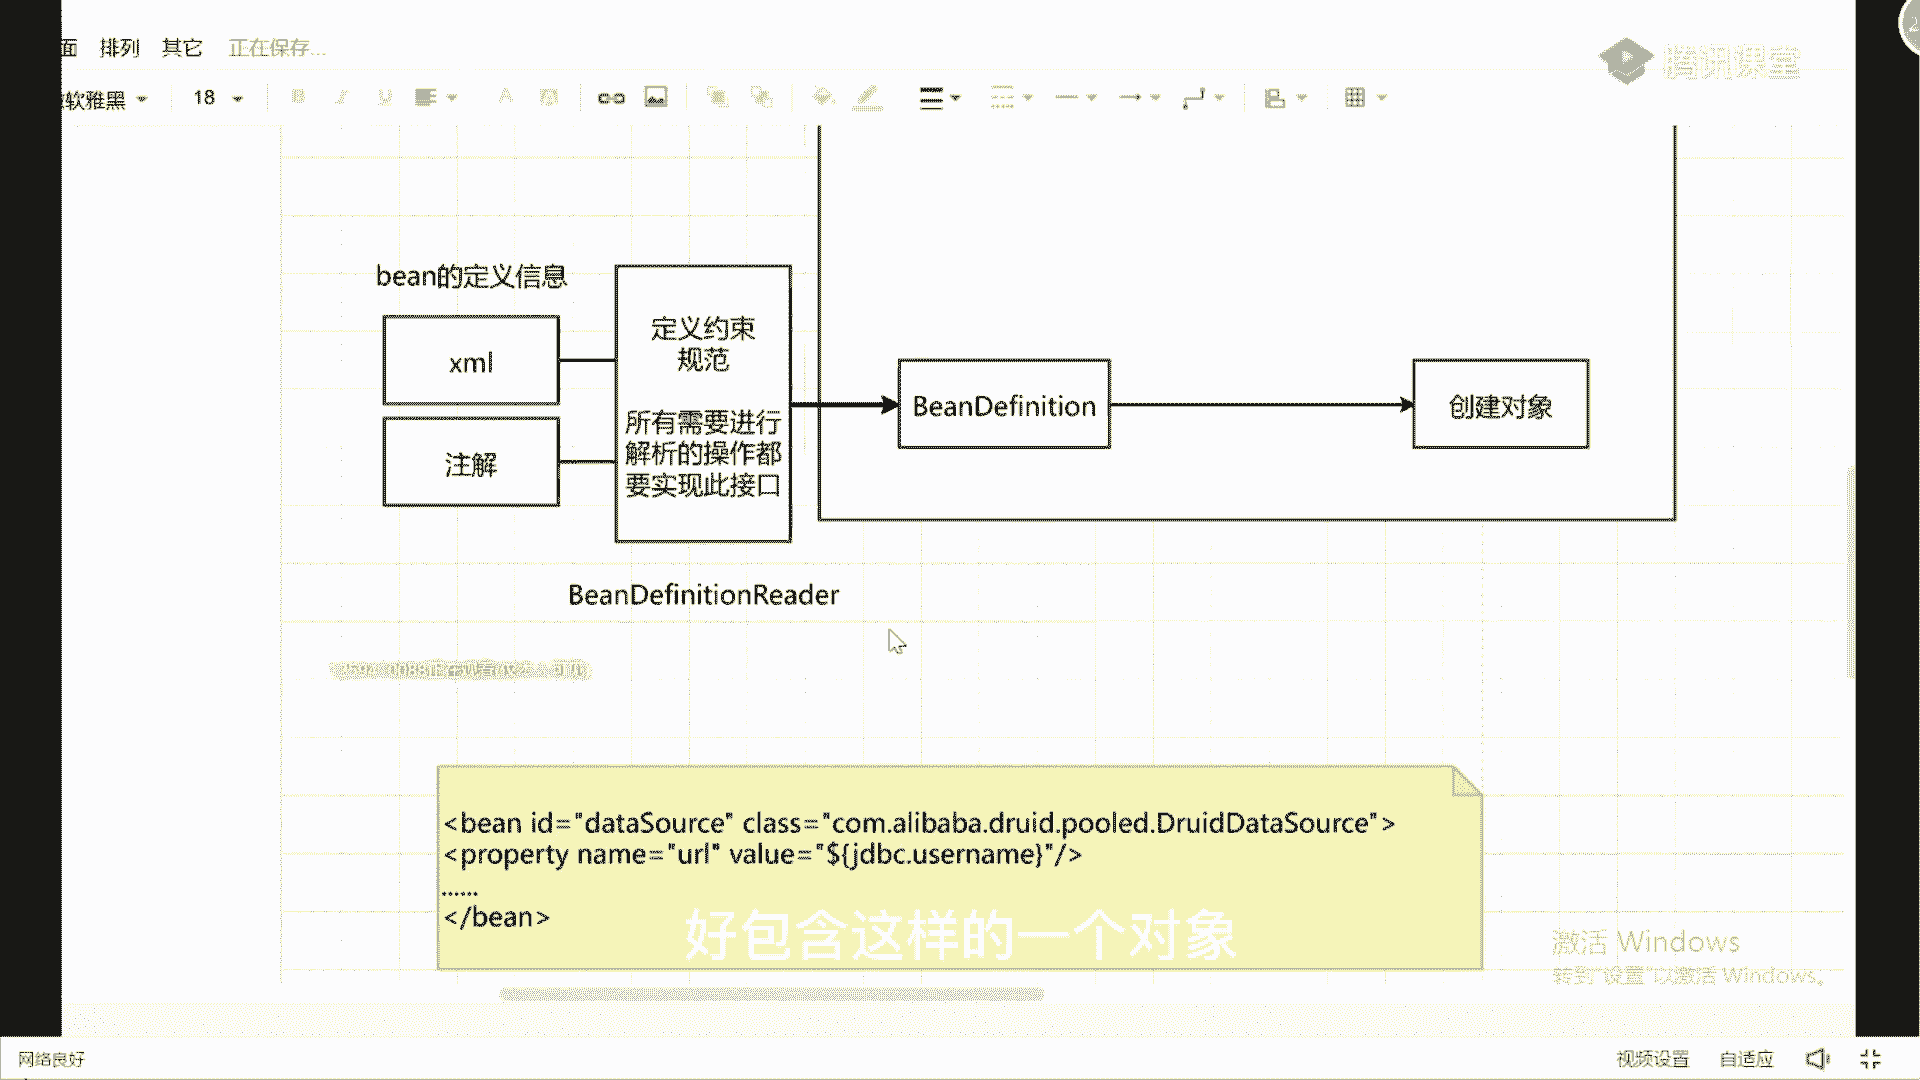 面 排列 其它 正在保存...
腾讯课堂
软雅黑 18
bean的定义信息
xml
注解
定义约束
规范
所有需要进行
解析的操作都
要实现此接口
BeanDefinition
创建对象
BeanDefinitionReader
<bean id="dataSource" class="com.alibaba.druid.pooled.DruidDataSource">
<property name="url" value="${jdbc.username}"/>
......
</bean>
好包含这样的一个对象
激活 Windows
转到"设置"以激活 Windows。
网络良好
视频设置 自适应